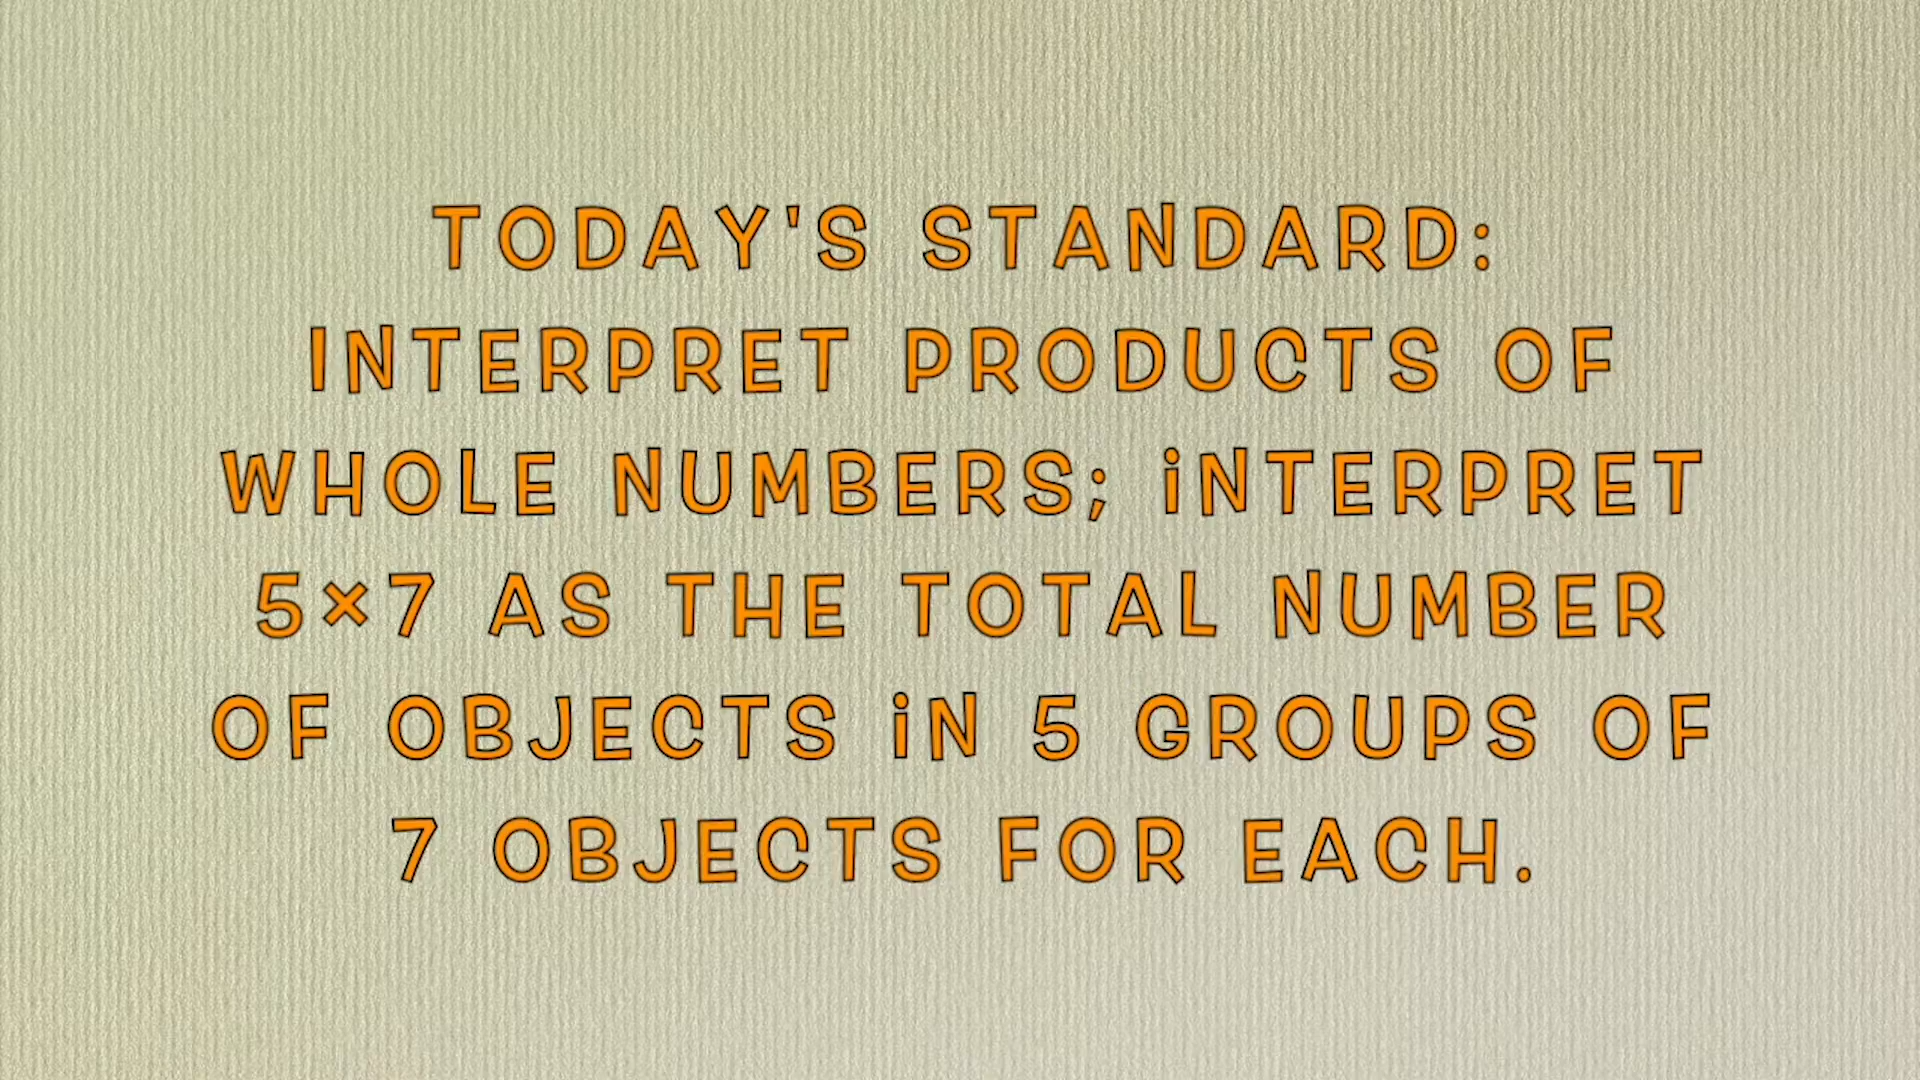 TODAY'S STANDARD:
INTERPRET PRODUCTS OF
WHOLE NUMBERS; iNTERPRET
5×7 AS THE TOTAL NUMBER
OF OBJECTS iN 5 GROUPS OF
7 OBJECTS FOR EACH.